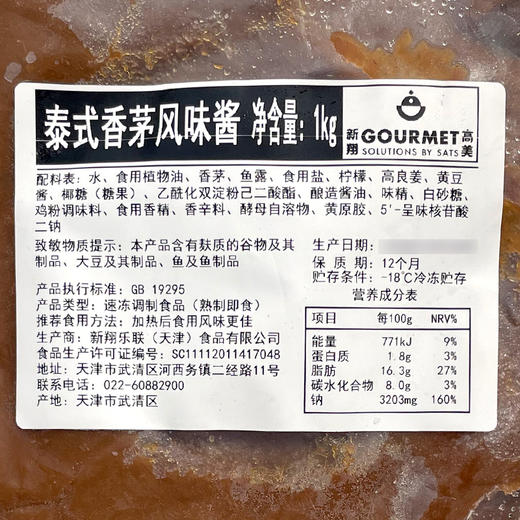 泰式香茅风味酱 净含量：1kg
新翔 GOURMET 高美
SOLUTIONS BY SATS
配料表：水、食用植物油、香茅、鱼露、食用盐、柠檬、高良姜、黄豆
酱、椰糖（糖果）、乙酰化双淀粉己二酸酯、酿造酱油、味精、白砂糖、
鸡粉调味料、食用香精、香辛料、酵母自溶物、黄原胶、5'-呈味核苷酸
二钠
致敏物质提示：本产品含有麸质的谷物及其
制品、大豆及其制品、鱼及鱼制品
生产日期：
保 质 期：12个月
贮存条件：-18℃冷冻贮存
产品执行标准：GB 19295
产品类型：速冻调制食品（熟制即食）
推荐食用方法：加热后食用风味更佳
生产商：新翔乐联（天津）食品有限公司
食品生产许可证编号：SC11112011417048
地址：天津市武清区河西务镇二经路11号
联系电话：022-60882900
产地：天津市武清区
营养成分表
项目 每100g NRV%
能量 771kJ 9%
蛋白质 1.8g 3%
脂肪 16.3g 27%
碳水化合物 8.0g 3%
钠 3203mg 160%